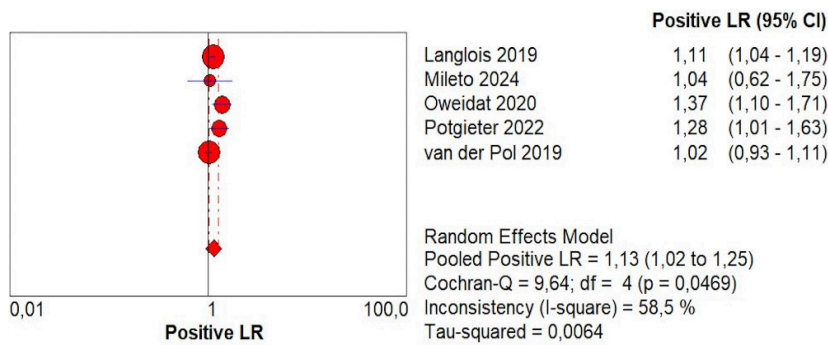 Positive LR (95% CI)
Langlois 2019 1,11 (1,04 - 1,19)
Mileto 2024 1,04 (0,62 - 1,75)
Oweidat 2020 1,37 (1,10 - 1,71)
Potgieter 2022 1,28 (1,01 - 1,63)
van der Pol 2019 1,02 (0,93 - 1,11)
Random Effects Model
Pooled Positive LR = 1,13 (1,02 to 1,25)
Cochran-Q = 9,64; df = 4 (p = 0,0469)
Inconsistency (I-square) = 58,5 %
Tau-squared = 0,0064
0,01 1 100,0
Positive LR